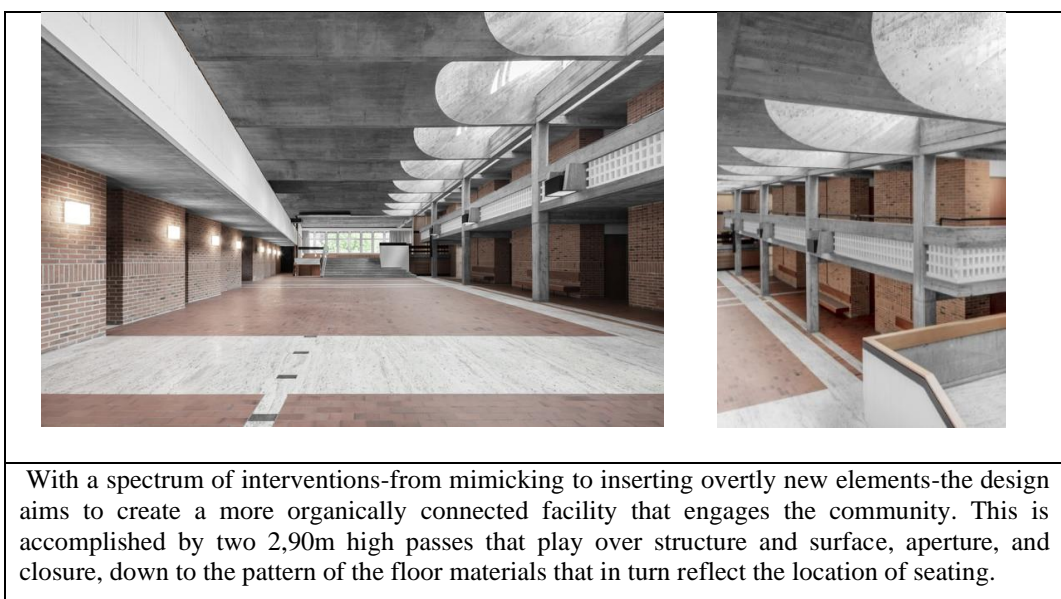 With a spectrum of interventions-from mimicking to inserting overtly new elements-the design
aims to create a more organically connected facility that engages the community. This is
accomplished by two 2,90m high passes that play over structure and surface, aperture, and
closure, down to the pattern of the floor materials that in turn reflect the location of seating.